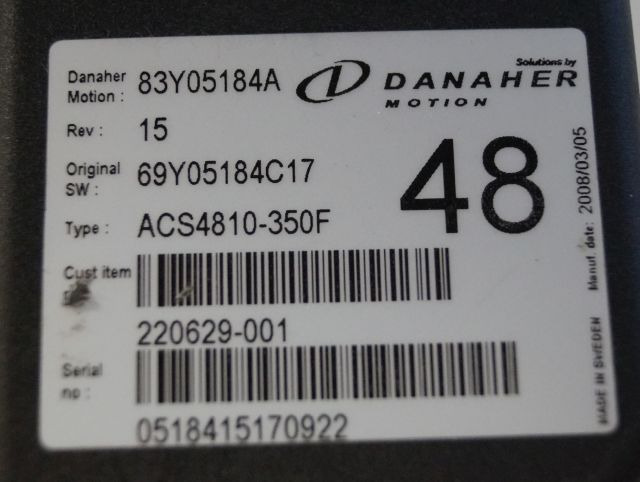 Danaher Motion : 83Y05184A
Solutions by
DANAHER
MOTION
Rev : 15
Original SW : 69Y05184C17
48
Type : ACS4810-350F
Cust item
220629-001
Serial no :
0518415170922
MADE IN SWEDEN Manuf. date: 2008/03/05